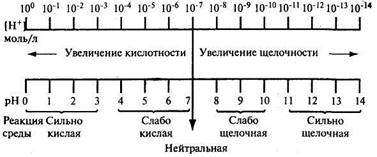 10⁰ 10⁻¹ 10⁻² 10⁻³ 10⁻⁴ 10⁻⁵ 10⁻⁶ 10⁻⁷ 10⁻⁸ 10⁻⁹ 10⁻¹⁰ 10⁻¹¹ 10⁻¹² 10⁻¹³ 10⁻¹⁴
[H⁺]
моль/л
Увеличение кислотности Увеличение щелочности
pH 0 1 2 3 4 5 6 7 8 9 10 11 12 13 14
Реакция Сильно Слабо Слабо Сильно
среды кислая кислая щелочная щелочная
Нейтральная